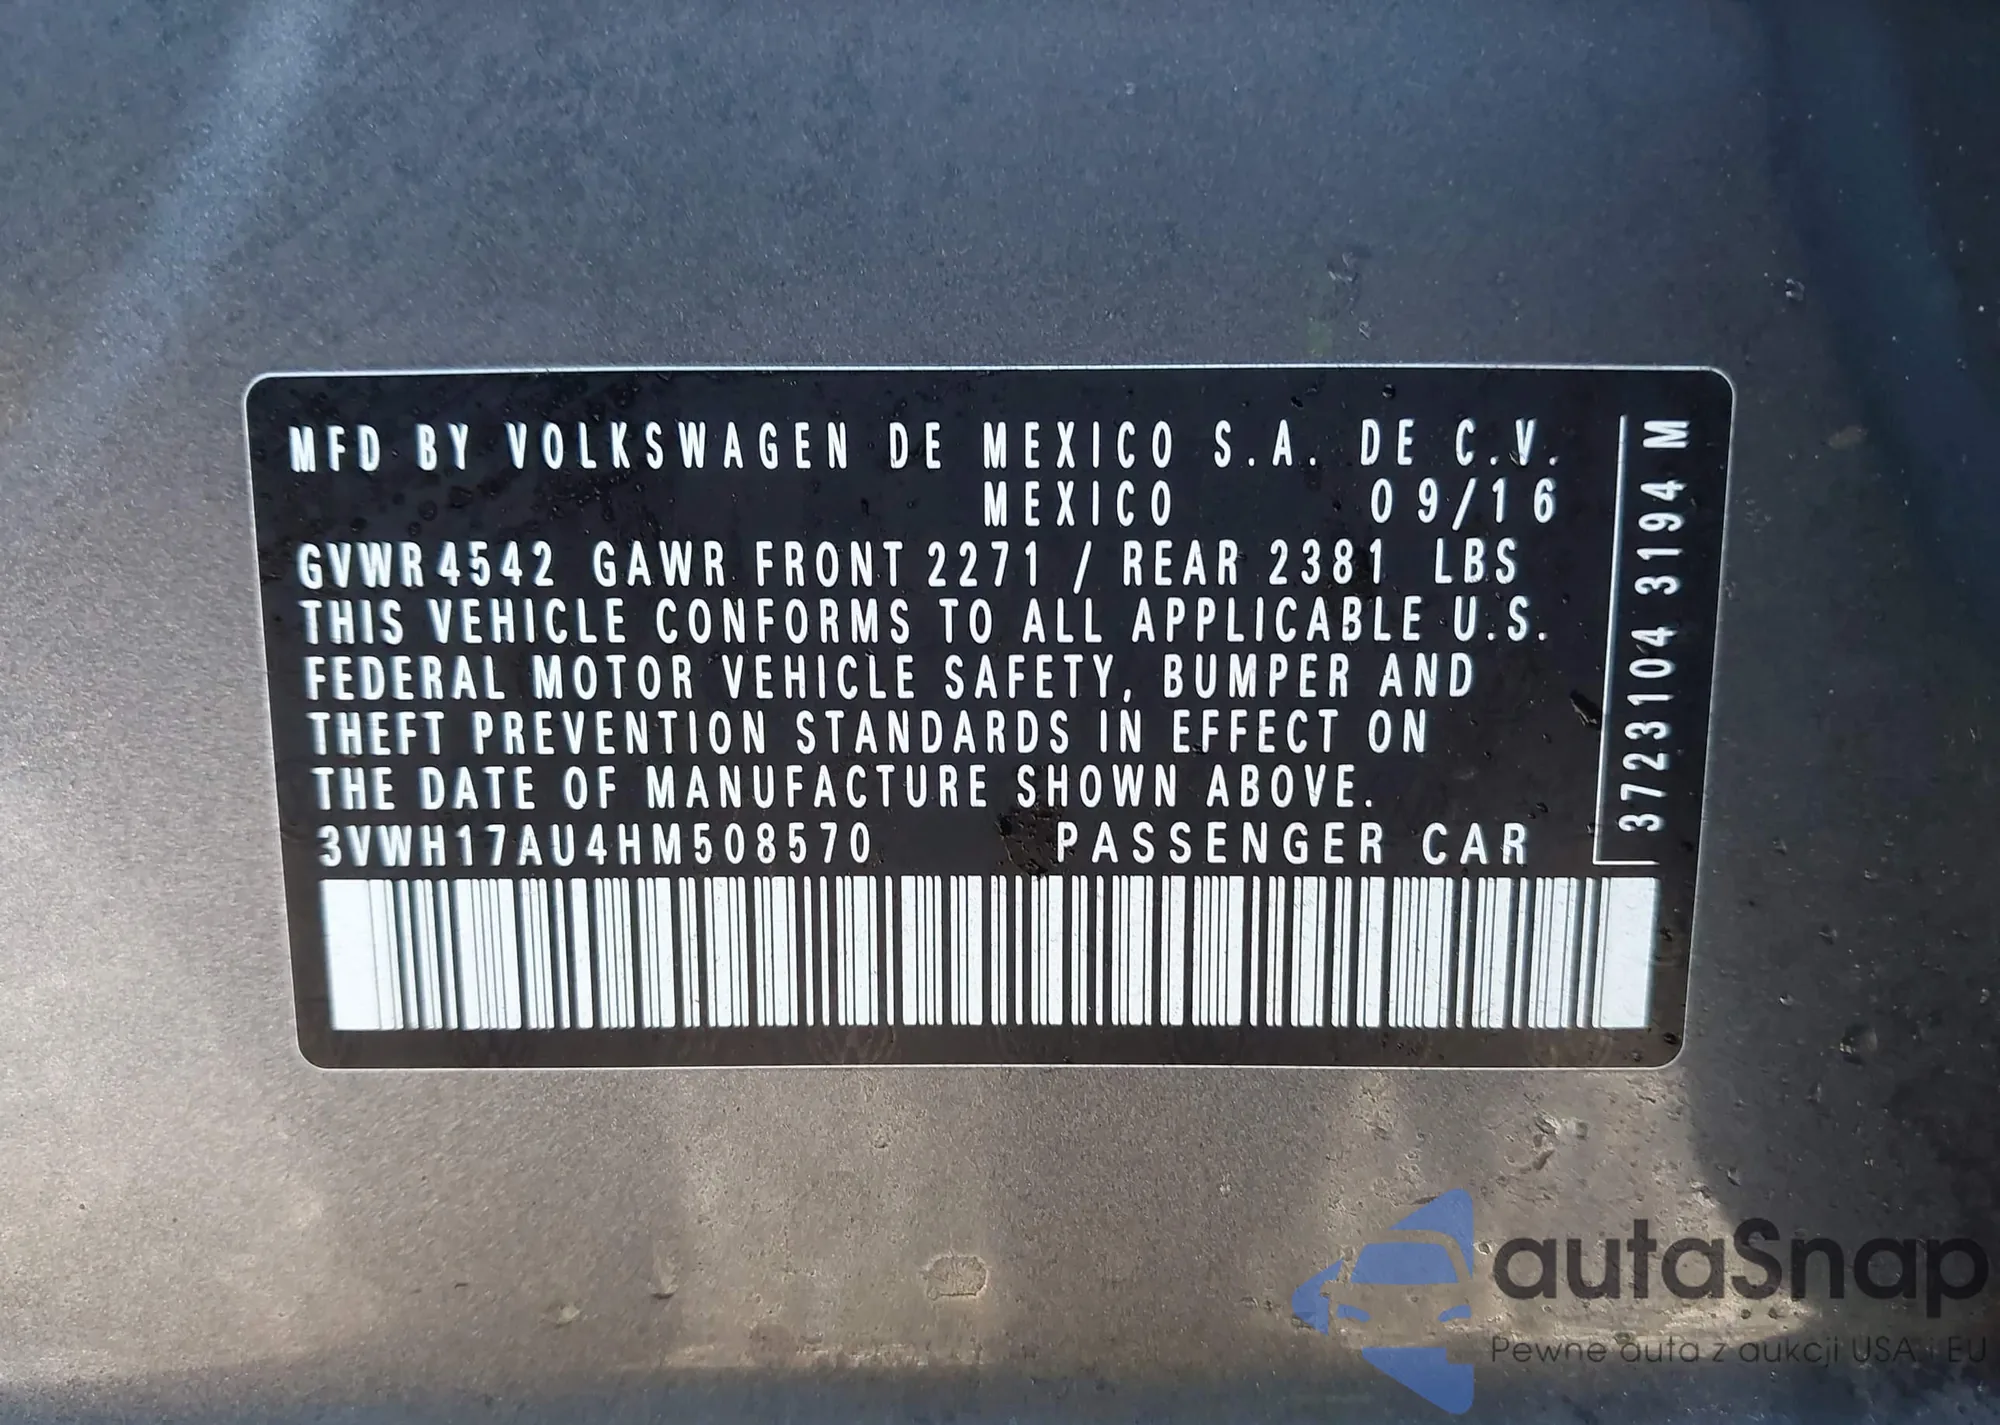 MFD BY VOLKSWAGEN DE MEXICO S.A. DE C.V.
MEXICO 09/16
GVWR 4542 GAWR FRONT 2271 / REAR 2381 LBS
THIS VEHICLE CONFORMS TO ALL APPLICABLE U.S.
FEDERAL MOTOR VEHICLE SAFETY, BUMPER AND
THEFT PREVENTION STANDARDS IN EFFECT ON
THE DATE OF MANUFACTURE SHOWN ABOVE.
3VWH17AU4HM508570 PASSENGER CAR
3723104 3194 M
autaSnap
Pewne auta z aukcji USA i EU